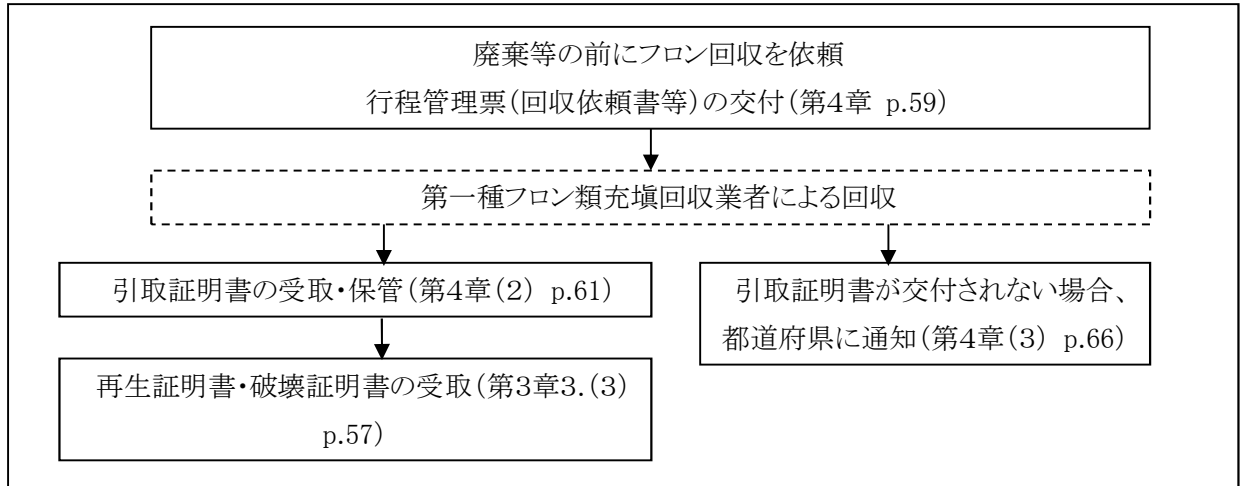 廃棄等の前にフロン回収を依頼
行程管理票(回収依頼書等)の交付(第4章 p.59)
第一種フロン類充塡回収業者による回収
引取証明書の受取・保管(第4章(2) p.61)
引取証明書が交付されない場合、
都道府県に通知(第4章(3) p.66)
再生証明書・破壊証明書の受取(第3章3.(3)
p.57)